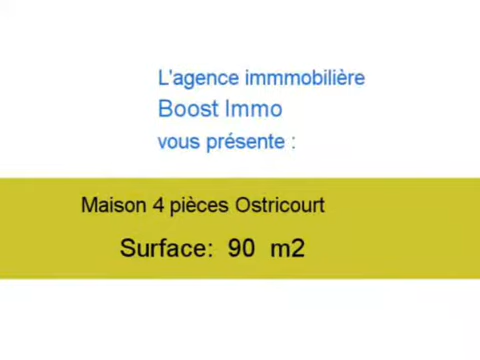 L'agence immmobilière
Boost Immo
vous présente :
Maison 4 pièces Ostricourt
Surface: 90 m2